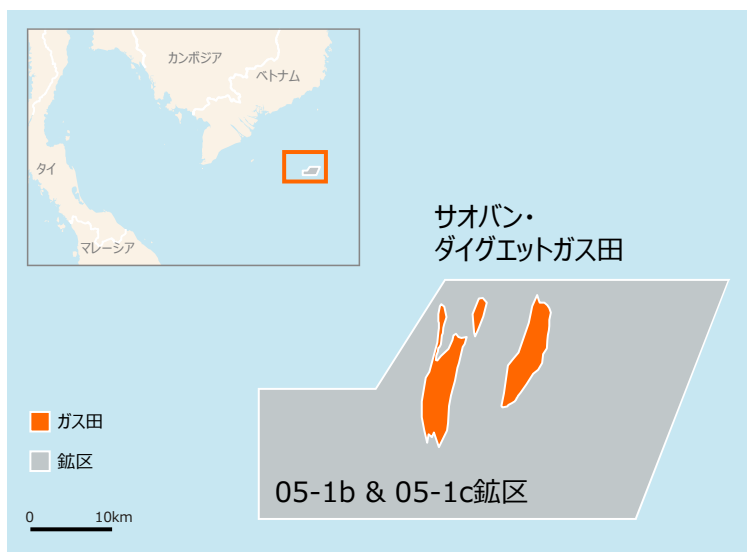 カンボジア
ベトナム
タイ
マレーシア
サオバン・
ダイグエットガス田
ガス田
鉱区
05-1b & 05-1c鉱区
0 10km